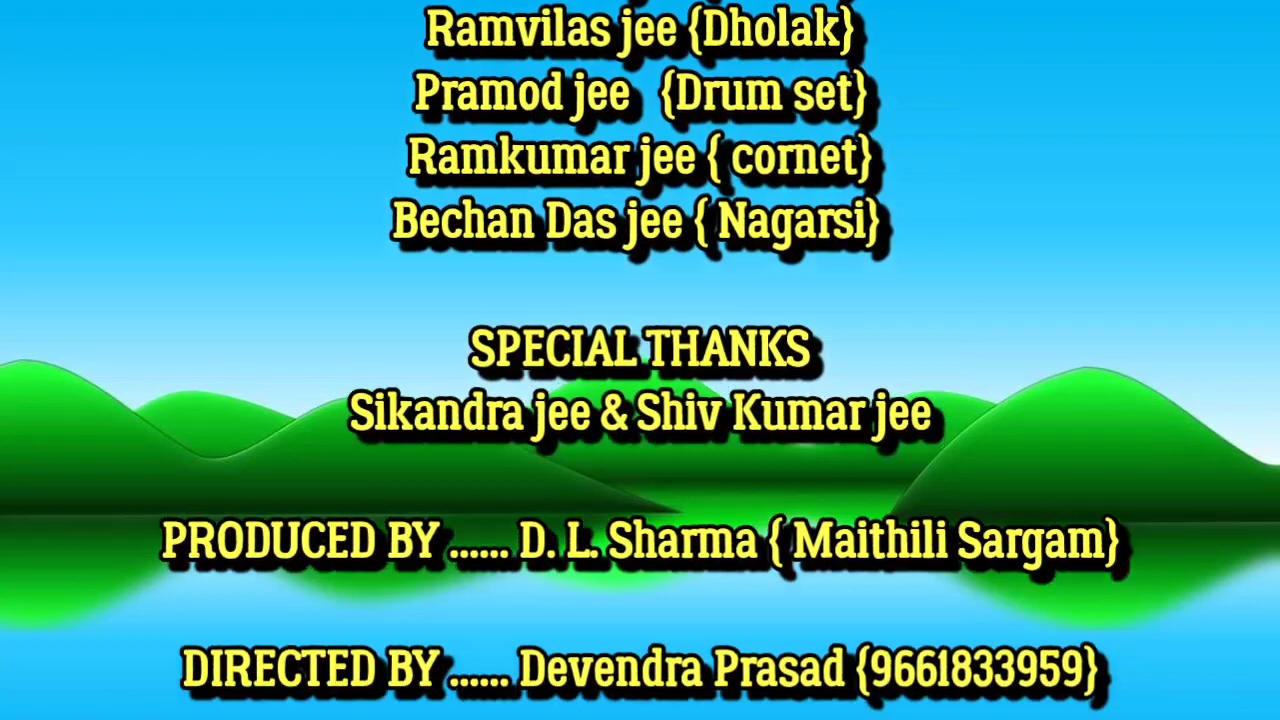 Ramvilas jee {Dholak}
Pramod jee {Drum set}
Ramkumar jee { cornet}
Bechan Das jee { Nagarsi}
SPECIAL THANKS
Sikandra jee & Shiv Kumar jee
PRODUCED BY ...... D. L. Sharma { Maithili Sargam}
DIRECTED BY ...... Devendra Prasad {9661833959}